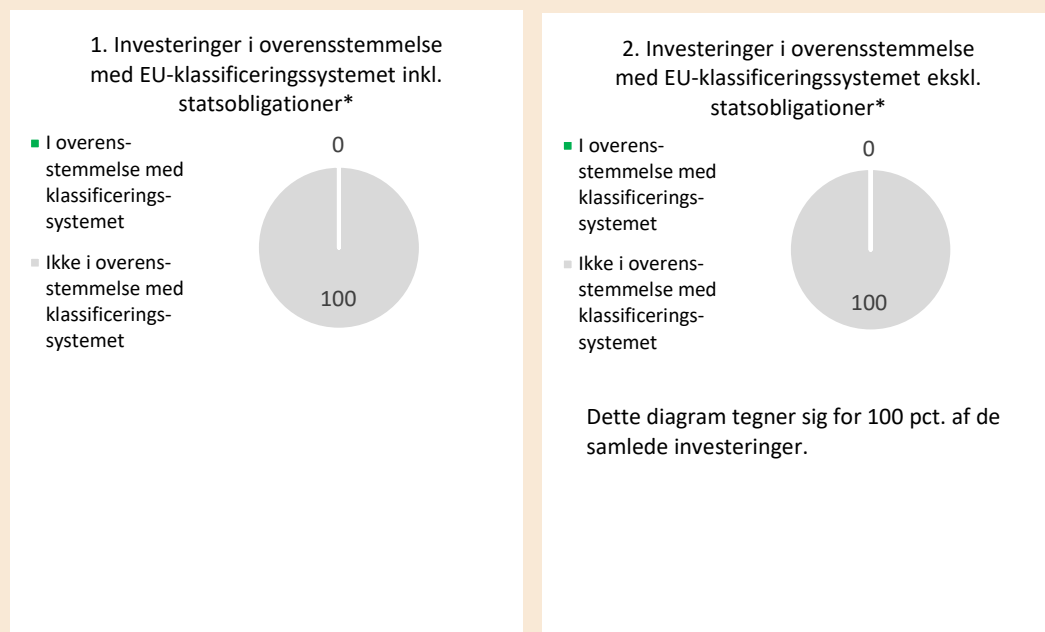 1. Investeringer i overensstemmelse
med EU-klassificeringssystemet inkl.
statsobligationer*
I overens-
stemmelse med
klassificerings-
systemet
Ikke i overens-
stemmelse med
klassificerings-
systemet
0
100
2. Investeringer i overensstemmelse
med EU-klassificeringssystemet ekskl.
statsobligationer*
I overens-
stemmelse med
klassificerings-
systemet
Ikke i overens-
stemmelse med
klassificerings-
systemet
0
100
Dette diagram tegner sig for 100 pct. af de
samlede investeringer.